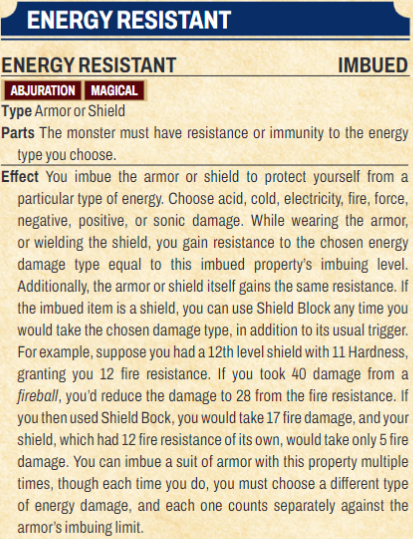 ENERGY RESISTANT
ENERGY RESISTANT IMBUED
ABJURATION MAGICAL
Type Armor or Shield
Parts The monster must have resistance or immunity to the energy
type you choose.
Effect You imbue the armor or shield to protect yourself from a
particular type of energy. Choose acid, cold, electricity, fire, force,
negative, positive, or sonic damage. While wearing the armor,
or wielding the shield, you gain resistance to the chosen energy
damage type equal to this imbued property's imbuing level.
Additionally, the armor or shield itself gains the same resistance. If
the imbued item is a shield, you can use Shield Block any time you
would take the chosen damage type, in addition to its usual trigger.
For example, suppose you had a 12th level shield with 11 Hardness,
granting you 12 fire resistance. If you took 40 damage from a
fireball, you'd reduce the damage to 28 from the fire resistance. If
you then used Shield Bock, you would take 17 fire damage, and your
shield, which had 12 fire resistance of its own, would take only 5 fire
damage. You can imbue a suit of armor with this property multiple
times, though each time you do, you must choose a different type
of energy damage, and each one counts separately against the
armor's imbuing limit.